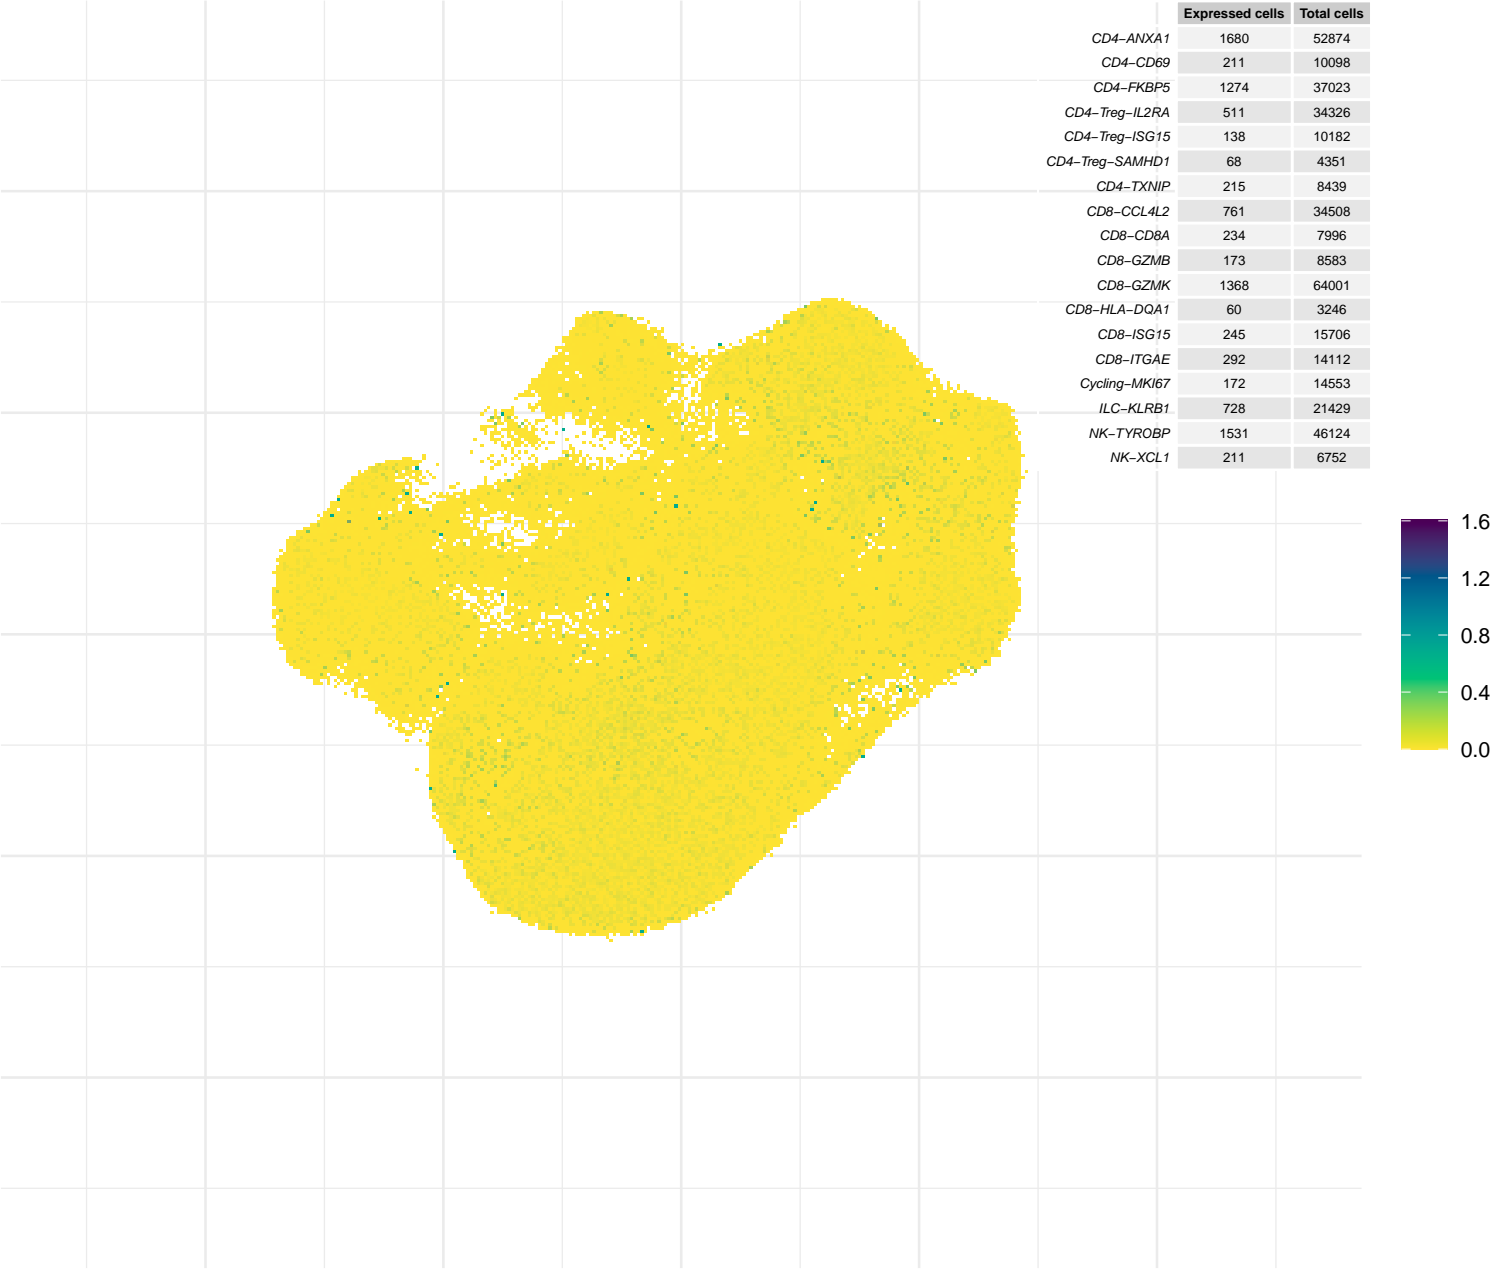 Expressed cells Total cells
CD4−ANXA1 1680 52874
CD4−CD69 211 10098
CD4−FKBP5 1274 37023
CD4−Treg−IL2RA 511 34326
CD4−Treg−ISG15 138 10182
CD4−Treg−SAMHD1 68 4351
CD4−TXNIP 215 8439
CD8−CCL4L2 761 34508
CD8−CD8A 234 7996
CD8−GZMB 173 8583
CD8−GZMK 1368 64001
CD8−HLA−DQA1 60 3246
CD8−ISG15 245 15706
CD8−ITGAE 292 14112
Cycling−MKI67 172 14553
ILC−KLRB1 728 21429
NK−TYROBP 1531 46124
NK−XCL1 211 6752
1.6
1.2
0.8
0.4
0.0